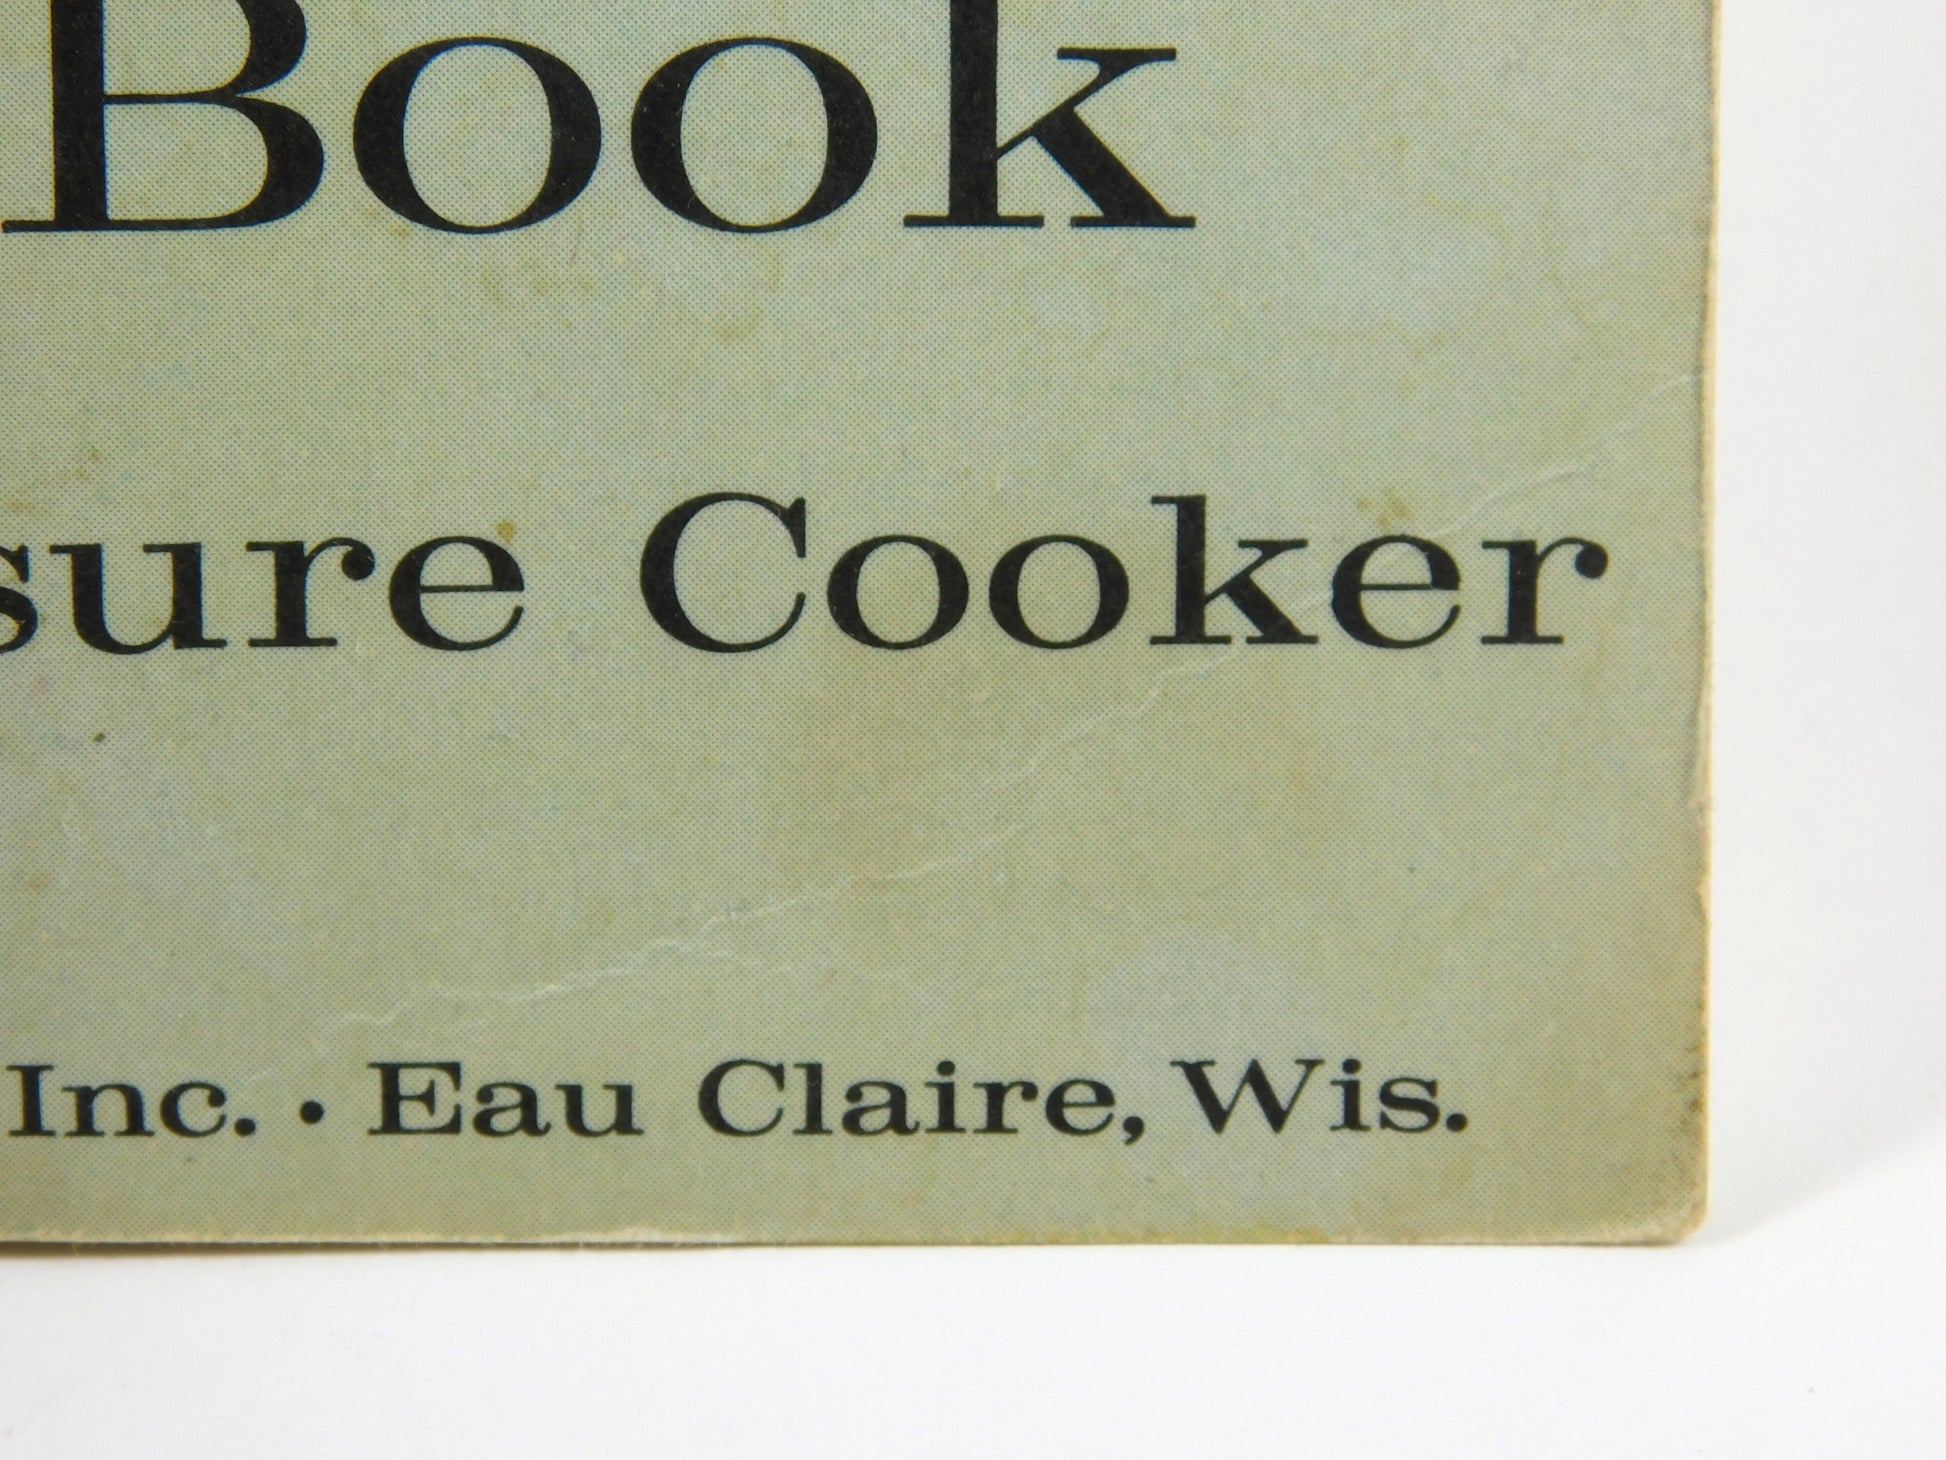 Book
sure Cooker
Inc. • Eau Claire, Wis.